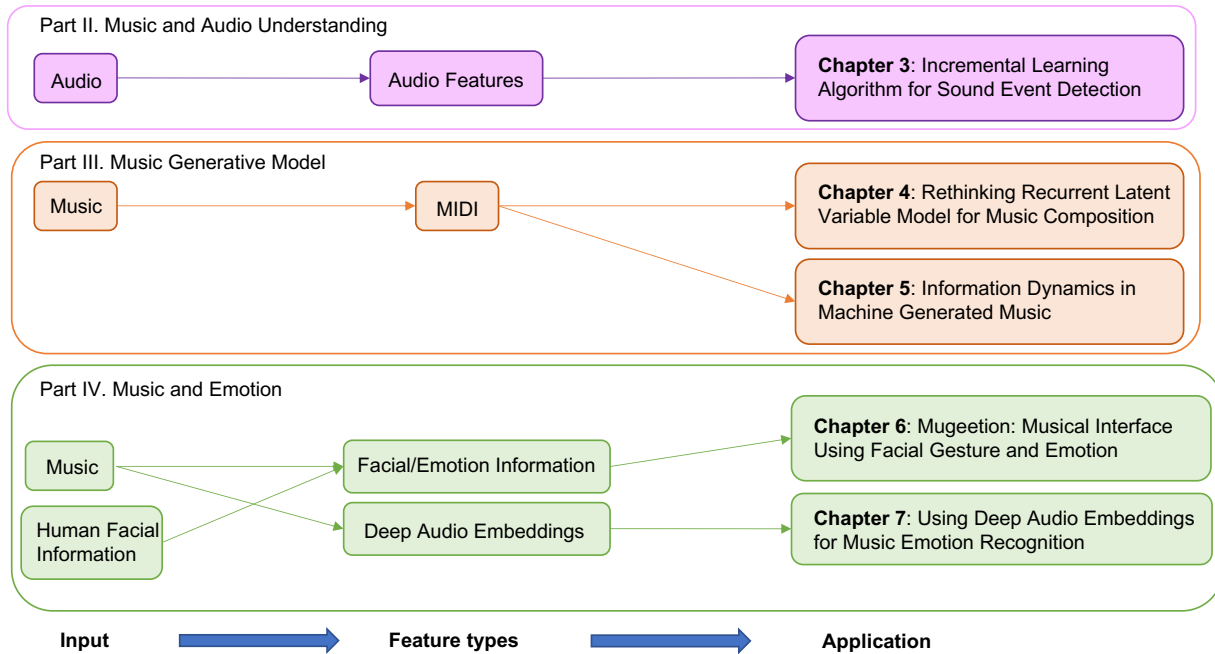 Part II. Music and Audio Understanding
Audio
Audio Features
Chapter 3: Incremental Learning
Algorithm for Sound Event Detection
Part III. Music Generative Model
Music
MIDI
Chapter 4: Rethinking Recurrent Latent
Variable Model for Music Composition
Chapter 5: Information Dynamics in
Machine Generated Music
Part IV. Music and Emotion
Music
Human Facial
Information
Facial/Emotion Information
Deep Audio Embeddings
Chapter 6: Mugeetion: Musical Interface
Using Facial Gesture and Emotion
Chapter 7: Using Deep Audio Embeddings
for Music Emotion Recognition
Input
Feature types
Application